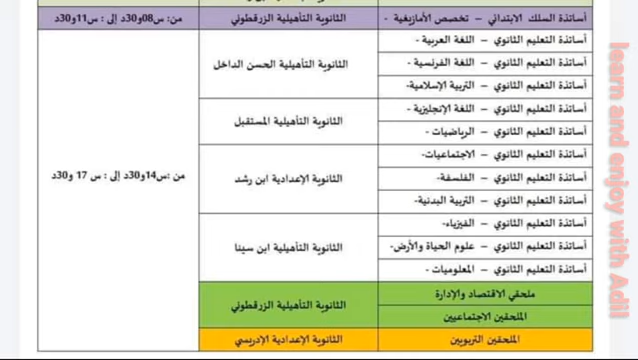 أساتذة السلك الابتدائي – تخصص الأمازيغية -
الثانوية التأهيلية الزرقطوني
من: س08و30د إلى : س11و30د
أساتذة التعليم الثانوي – اللغة العربية -
أساتذة التعليم الثانوي – اللغة الفرنسية -
أساتذة التعليم الثانوي – التربية الإسلامية-
الثانوية التأهيلية الحسن الداخل
أساتذة التعليم الثانوي – اللغة الإنجليزية -
أساتذة التعليم الثانوي – الرياضيات -
الثانوية التأهيلية المستقبل
أساتذة التعليم الثانوي – الاجتماعيات-
أساتذة التعليم الثانوي – الفلسفة-
أساتذة التعليم الثانوي – التربية البدنية-
الثانوية الإعدادية ابن رشد
أساتذة التعليم الثانوي – الفيزياء-
أساتذة التعليم الثانوي – علوم الحياة والأرض-
أساتذة التعليم الثانوي – المعلوميات -
الثانوية التأهيلية ابن سينا
من :س14و30د إلى : س 17 و30د
ملحقي الاقتصاد والإدارة
الملحقين الاجتماعيين
الثانوية التأهيلية الزرقطوني
الملحقين التربويين
الثانوية الإعدادية الإدريسي
learn and enjoy with Adil